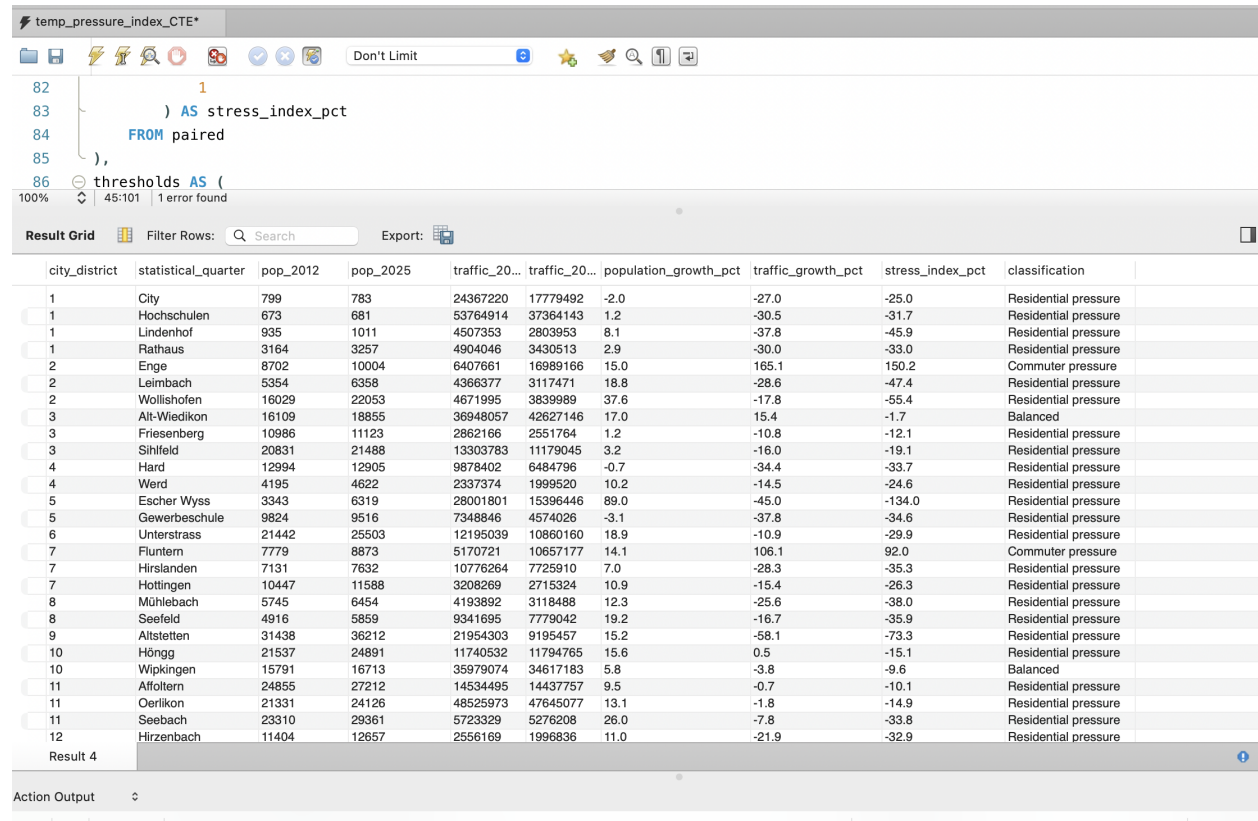 temp_pressure_index_CTE*
Don't Limit
82 1
83 ) AS stress_index_pct
84 FROM paired
85 ),
86 thresholds AS (
100% 45:101 1 error found
Result Grid Filter Rows: Search Export:
city_district statistical_quarter pop_2012 pop_2025 traffic_20... traffic_20... population_growth_pct traffic_growth_pct stress_index_pct classification
1 City 799 783 24367220 17779492 -2.0 -27.0 -25.0 Residential pressure
1 Hochschulen 673 681 53764914 37364143 1.2 -30.5 -31.7 Residential pressure
1 Lindenhof 935 1011 4507353 2803953 8.1 -37.8 -45.9 Residential pressure
1 Rathaus 3164 3257 4904046 3430513 2.9 -30.0 -33.0 Residential pressure
2 Enge 8702 10004 6407661 16989166 15.0 165.1 150.2 Commuter pressure
2 Leimbach 5354 6358 4366377 3117471 18.8 -28.6 -47.4 Residential pressure
2 Wollishofen 16029 22053 4671995 3839989 37.6 -17.8 -55.4 Residential pressure
3 Alt-Wiedikon 16109 18855 36948057 42627146 17.0 15.4 -1.7 Balanced
3 Friesenberg 10986 11123 2862166 2551764 1.2 -10.8 -12.1 Residential pressure
3 Sihlfeld 20831 21488 13303783 11179045 3.2 -16.0 -19.1 Residential pressure
4 Hard 12994 12905 9878402 6484796 -0.7 -34.4 -33.7 Residential pressure
4 Werd 4195 4622 2337374 1999520 10.2 -14.5 -24.6 Residential pressure
5 Escher Wyss 3343 6319 28001801 15396446 89.0 -45.0 -134.0 Residential pressure
5 Gewerbeschule 9824 9516 7348846 4574026 -3.1 -37.8 -34.6 Residential pressure
6 Unterstrass 21442 25503 12195039 10860160 18.9 -10.9 -29.9 Residential pressure
7 Fluntern 7779 8873 5170721 10657177 14.1 106.1 92.0 Commuter pressure
7 Hirslanden 7131 7632 10776264 7725910 7.0 -28.3 -35.3 Residential pressure
7 Hottingen 10447 11588 3208269 2715324 10.9 -15.4 -26.3 Residential pressure
8 Mühlebach 5745 6454 4193892 3118488 12.3 -25.6 -38.0 Residential pressure
8 Seefeld 4916 5859 9341695 7779042 19.2 -16.7 -35.9 Residential pressure
9 Altstetten 31438 36212 21954303 9195457 15.2 -58.1 -73.3 Residential pressure
10 Höngg 21537 24891 11740532 11794765 15.6 0.5 -15.1 Residential pressure
10 Wipkingen 15791 16713 35979074 34617183 5.8 -3.8 -9.6 Balanced
11 Affoltern 24855 27212 14534495 14437757 9.5 -0.7 -10.1 Residential pressure
11 Oerlikon 21331 24126 48525973 47645077 13.1 -1.8 -14.9 Residential pressure
11 Seebach 23310 29361 5723329 5276208 26.0 -7.8 -33.8 Residential pressure
12 Hirzenbach 11404 12657 2556169 1996836 11.0 -21.9 -32.9 Residential pressure
Result 4
Action Output